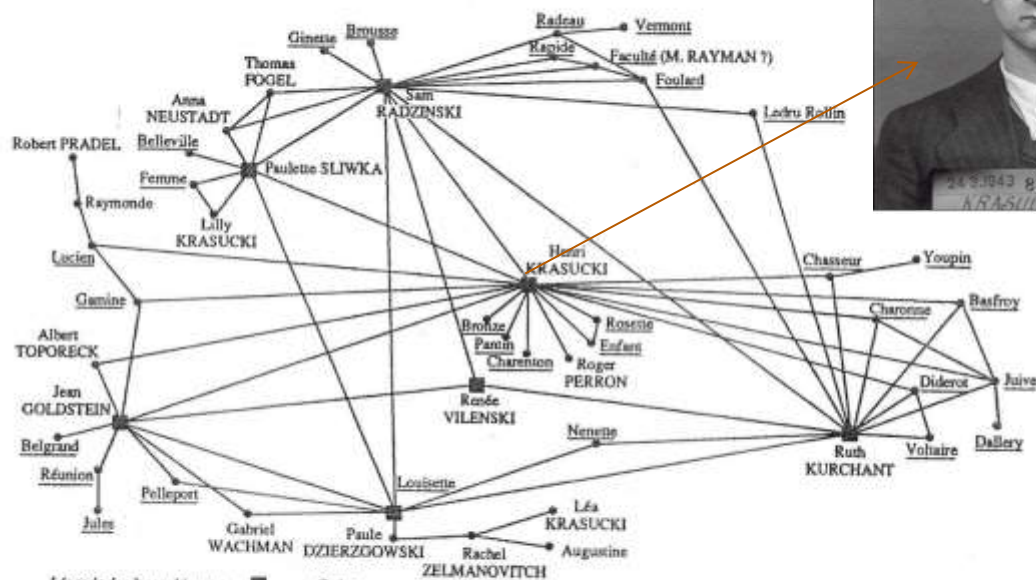 Radeau
Vermont
Brousse
Ginette
Rapide
Faculté (M. RAYMAN ?)
Thomas
FOGEL
Foulard
Sam
RADZINSKI
Anna
NEUSTADT
Ledru Rollin
Belleville
Robert PRADEL
Paulette SLIWKA
Femme
24 3 1943 8
Raymonde
Lilly
KRASUCKI
Henri
KRASUCKI
Lucien
Chasseur
Youpin
Gamine
Basfroy
Charonne
Bronze
Rosette
Albert
TOPORECK
Pantin
Enfant
Charenton
Roger
PERRON
Jean
GOLDSTEIN
Diderot
Juive
Renée
VILENSKI
Belgrand
Nenette
Voltaire
Dallery
Ruth
KURCHANT
Réunion
Louisette
Pelleport
Léa
KRASUCKI
Jules
Gabriel
WACHMAN
Paule
DZIERZGOWSKI
Rachel
ZELMANOVITCH
Augustine